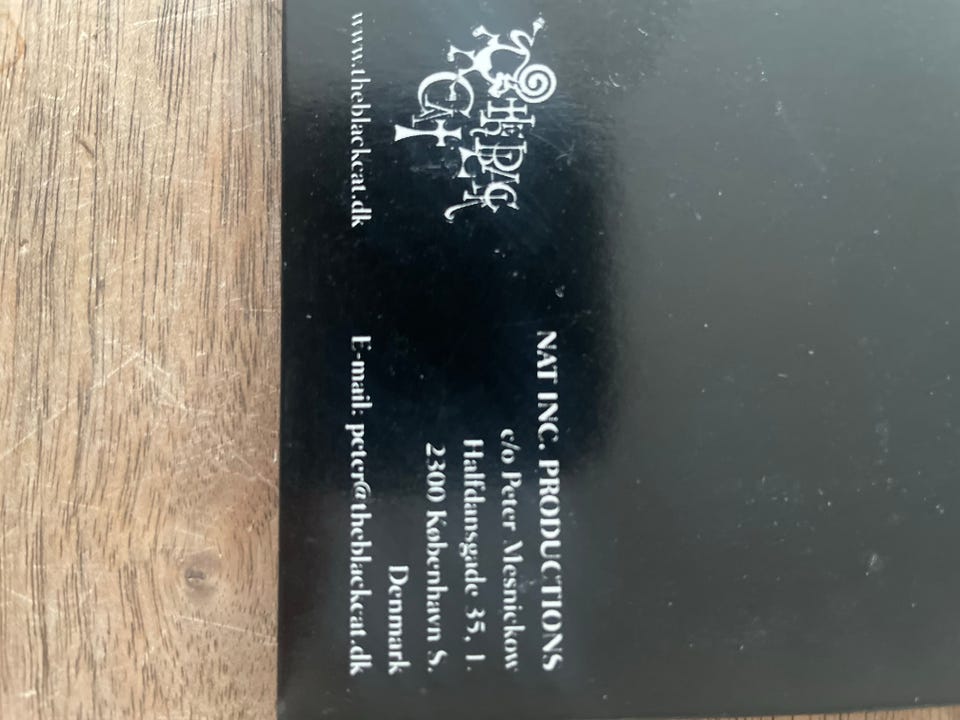 THE BLACK
CAT
www.theblackcat.dk
NAT INC. PRODUCTIONS
c/o Peter Mesnickow
Halfdansgade 35, 1.
2300 København S.
Denmark
E-mail: peter@theblackcat.dk